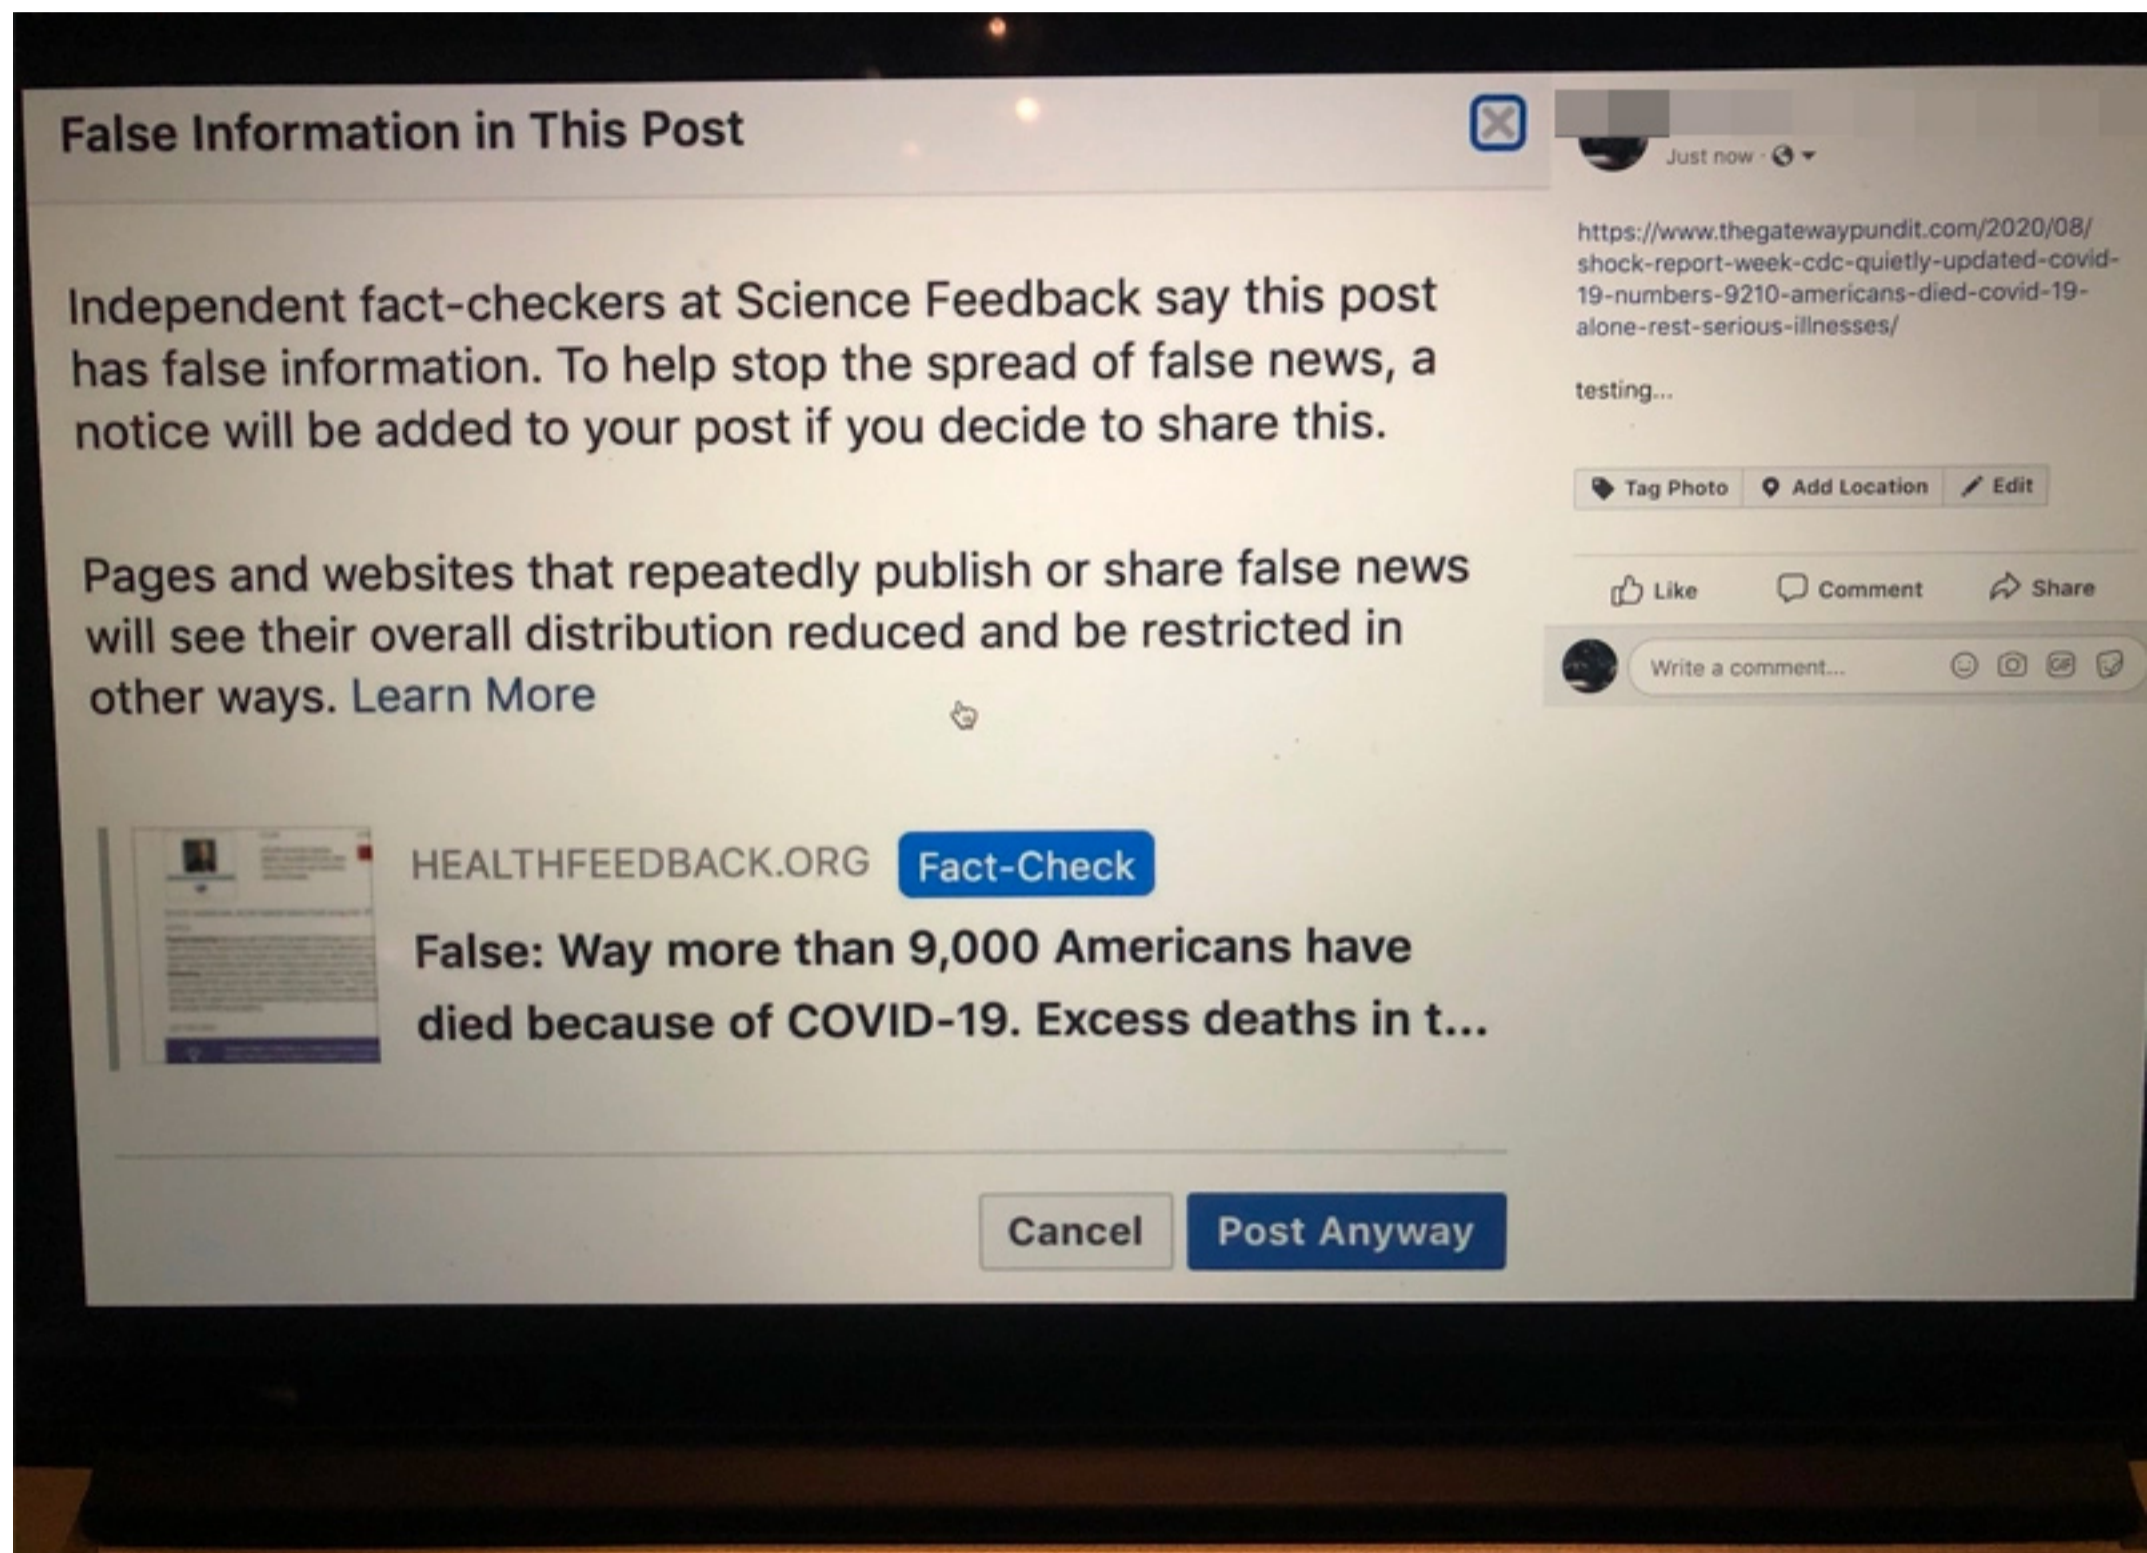 False Information in This Post
Independent fact-checkers at Science Feedback say this post
has false information. To help stop the spread of false news, a
notice will be added to your post if you decide to share this.
Pages and websites that repeatedly publish or share false news
will see their overall distribution reduced and be restricted in
other ways. Learn More
HEALTHFEEDBACK.ORG Fact-Check
False: Way more than 9,000 Americans have
died because of COVID-19. Excess deaths in t...
Cancel Post Anyway
Just now
https://www.thegatewaypundit.com/2020/08/
shock-report-week-cdc-quietly-updated-covid-
19-numbers-9210-americans-died-covid-19-
alone-rest-serious-illnesses/
testing...
Tag Photo Add Location Edit
Like Comment Share
Write a comment... GIF